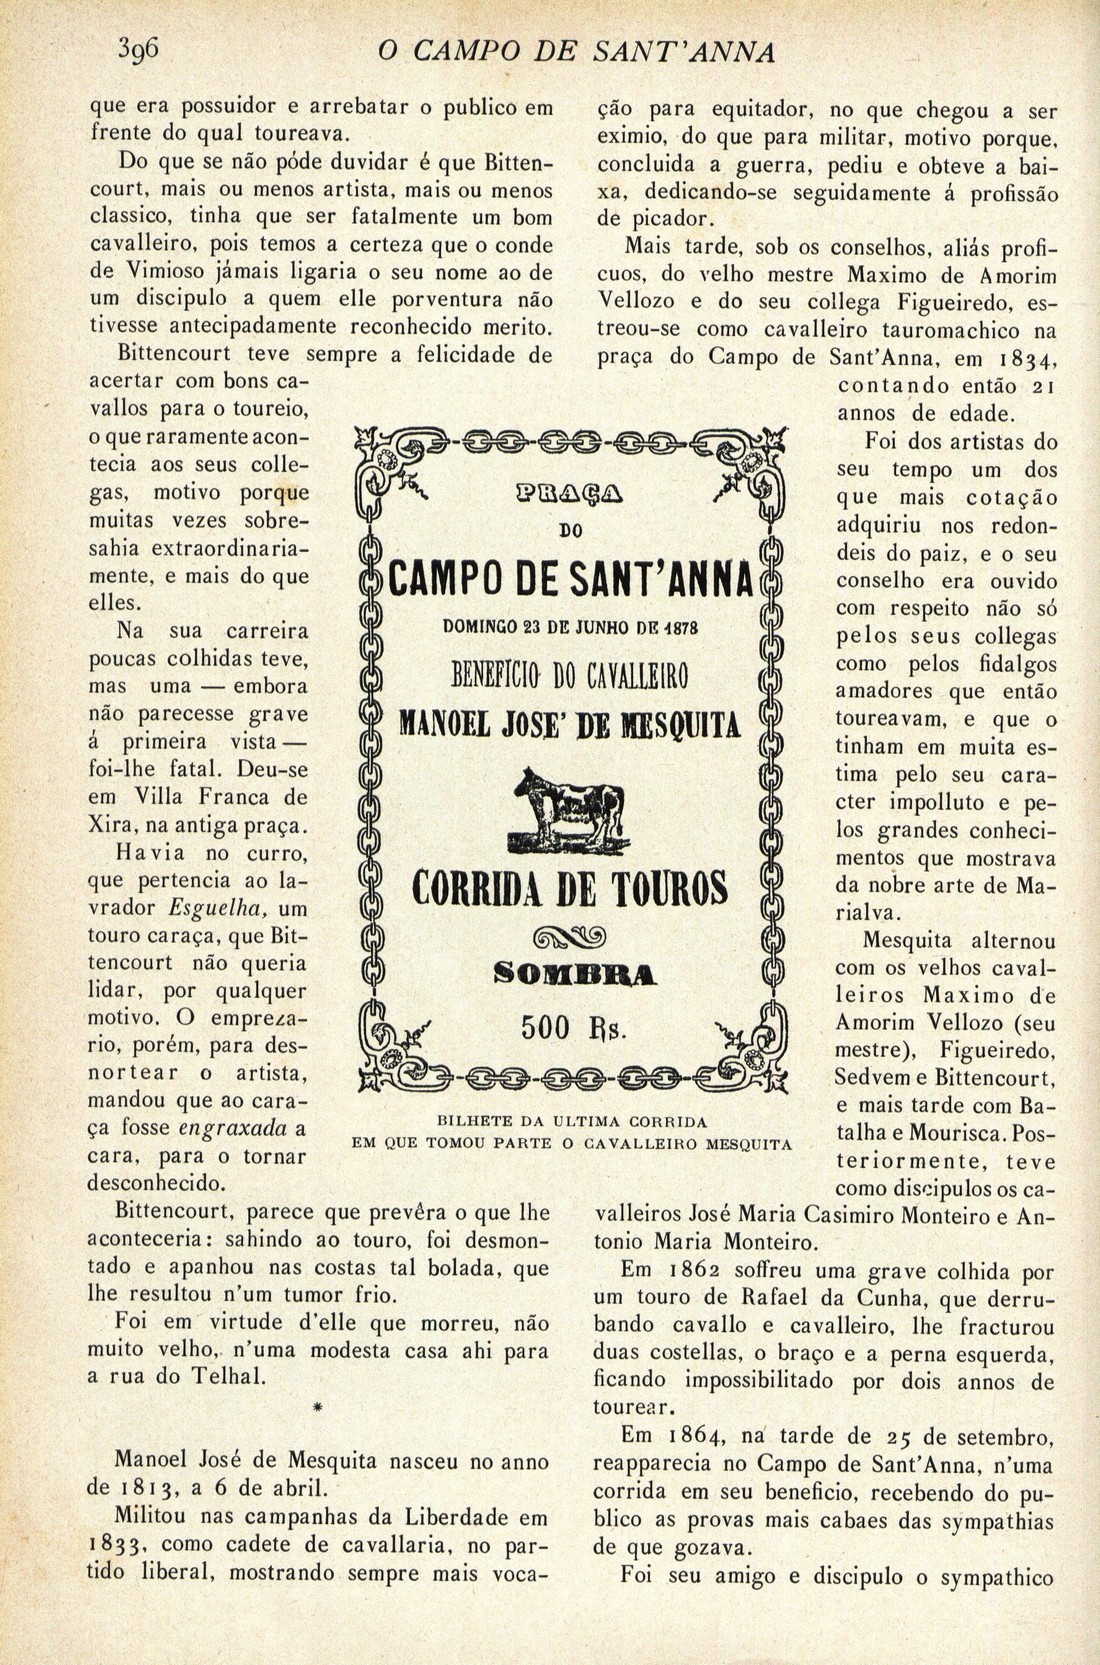 396
O CAMPO DE SANT'ANNA
que era possuidor e arrebatar o publico em
frente do qual toureava.
Do que se não póde duvidar é que Bitten-
court, mais ou menos artista, mais ou menos
classico, tinha que ser fatalmente um bom
cavalleiro, pois temos a certeza que o conde
de Vimioso jámais ligaria o seu nome ao de
um discipulo a quem elle porventura não
tivesse antecipadamente reconhecido merito.
Bittencourt teve sempre a felicidade de
acertar com bons ca-
vallos para o toureio,
o que raramente acon-
tecia aos seus colle-
gas, motivo porque
muitas vezes sobre-
sahia extraordinaria-
mente, e mais do que
elles.
Na sua carreira
poucas colhidas teve,
mas uma — embora
não parecesse grave
á primeira vista —
foi-lhe fatal. Deu-se
em Villa Franca de
Xira, na antiga praça.
Havia no curro,
que pertencia ao la-
vrador Esguelha, um
touro caraça, que Bit-
tencourt não queria
lidar, por qualquer
motivo. O empreza-
rio, porém, para des-
nortear o artista,
mandou que ao cara-
ça fosse engraxada a
cara, para o tornar
desconhecido.
Bittencourt, parece que prevêra o que lhe
aconteceria: sahindo ao touro, foi desmon-
tado e apanhou nas costas tal bolada, que
lhe resultou n'um tumor frio.
Foi em virtude d'elle que morreu, não
muito velho, n'uma modesta casa ahi para
a rua do Telhal.
*
Manoel José de Mesquita nasceu no anno
de 1813, a 6 de abril.
Militou nas campanhas da Liberdade em
1833, como cadete de cavallaria, no par-
tido liberal, mostrando sempre mais voca-
PRAÇA
DO
CAMPO DE SANT'ANNA
DOMINGO 23 DE JUNHO DE 1878
BENEFICIO DO CAVALLEIRO
MANOEL JOSE' DE MESQUITA
CORRIDA DE TOUROS
SOMBRA
500 Rs.
BILHETE DA ULTIMA CORRIDA
EM QUE TOMOU PARTE O CAVALLEIRO MESQUITA
ção para equitador, no que chegou a ser
eximio, do que para militar, motivo porque,
concluida a guerra, pediu e obteve a bai-
xa, dedicando-se seguidamente á profissão
de picador.
Mais tarde, sob os conselhos, aliás profi-
cuos, do velho mestre Maximo de Amorim
Vellozo e do seu collega Figueiredo, es-
treou-se como cavalleiro tauromachico na
praça do Campo de Sant'Anna, em 1834,
contando então 21
annos de edade.
Foi dos artistas do
seu tempo um dos
que mais cotação
adquiriu nos redon-
deis do paiz, e o seu
conselho era ouvido
com respeito não só
pelos seus collegas
como pelos fidalgos
amadores que então
toureavam, e que o
tinham em muita es-
tima pelo seu cara-
cter impolluto e pe-
los grandes conheci-
mentos que mostrava
da nobre arte de Ma-
rialva.
Mesquita alternou
com os velhos caval-
leiros Maximo de
Amorim Vellozo (seu
mestre), Figueiredo,
Sedvem e Bittencourt,
e mais tarde com Ba-
talha e Mourisca. Pos-
teriormente, teve
como discipulos os ca-
valleiros José Maria Casimiro Monteiro e An-
tonio Maria Monteiro.
Em 1862 soffreu uma grave colhida por
um touro de Rafael da Cunha, que derru-
bando cavallo e cavalleiro, lhe fracturou
duas costellas, o braço e a perna esquerda,
ficando impossibilitado por dois annos de
tourear.
Em 1864, na tarde de 25 de setembro,
reapparecia no Campo de Sant'Anna, n'uma
corrida em seu beneficio, recebendo do pu-
blico as provas mais cabaes das sympathias
de que gozava.
Foi seu amigo e discipulo o sympathico